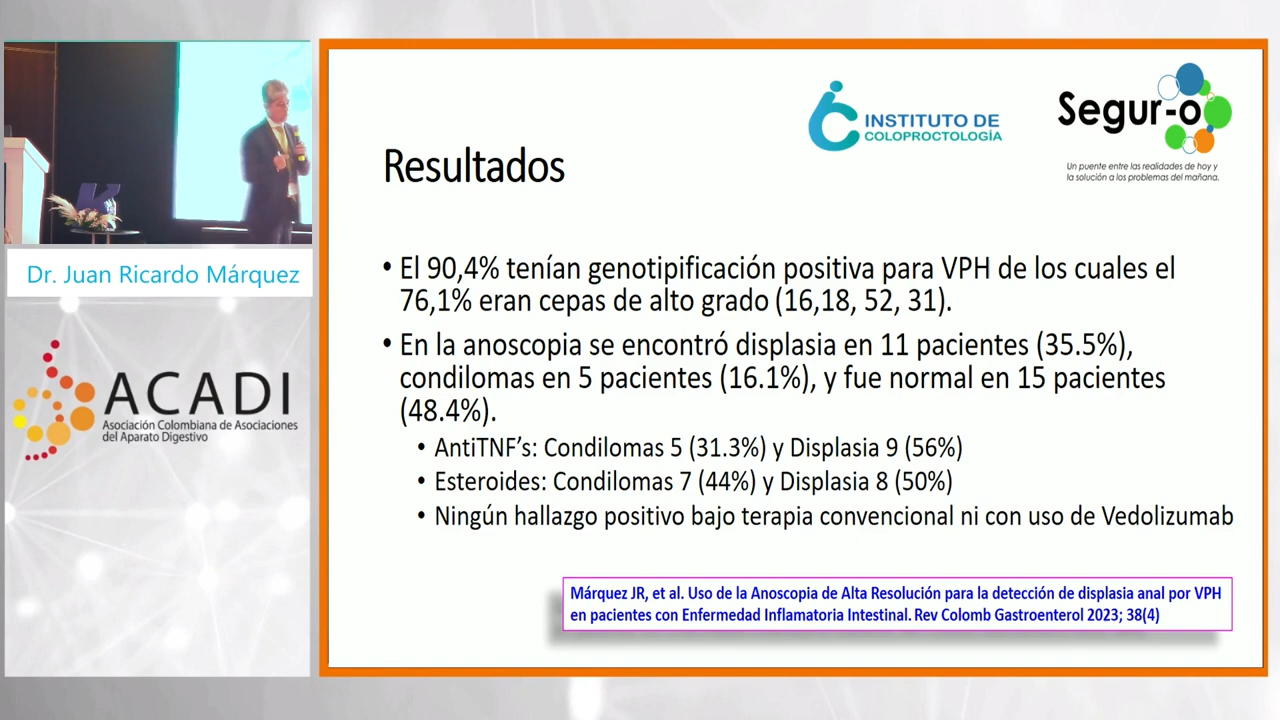 INSTITUTO DE
COLOPROCTOLOGÍA
Segur-o
Un puente entre las realidades de hoy y
la solución a los problemas del mañana.
Resultados
Dr. Juan Ricardo Márquez
ACADI
Asociación Colombiana de Asociaciones
del Aparato Digestivo
• El 90,4% tenían genotipificación positiva para VPH de los cuales el
76,1% eran cepas de alto grado (16,18, 52, 31).
• En la anoscopia se encontró displasia en 11 pacientes (35.5%),
condilomas en 5 pacientes (16.1%), y fue normal en 15 pacientes
(48.4%).
• AntiTNF’s: Condilomas 5 (31.3%) y Displasia 9 (56%)
• Esteroides: Condilomas 7 (44%) y Displasia 8 (50%)
• Ningún hallazgo positivo bajo terapia convencional ni con uso de Vedolizumab
Márquez JR, et al. Uso de la Anoscopia de Alta Resolución para la detección de displasia anal por VPH
en pacientes con Enfermedad Inflamatoria Intestinal. Rev Colomb Gastroenterol 2023; 38(4)